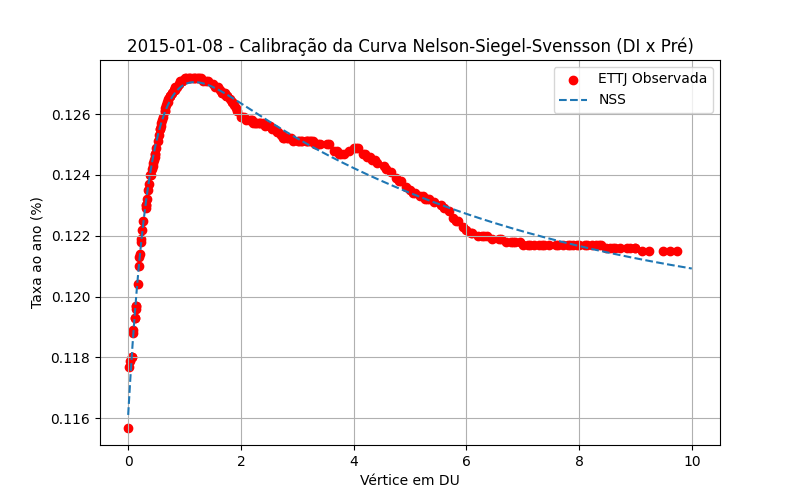 2015-01-08 - Calibração da Curva Nelson-Siegel-Svensson (DI x Pré)
ETTJ Observada
NSS
Taxa ao ano (%)
0.126
0.124
0.122
0.120
0.118
0.116
0 2 4 6 8 10
Vértice em DU